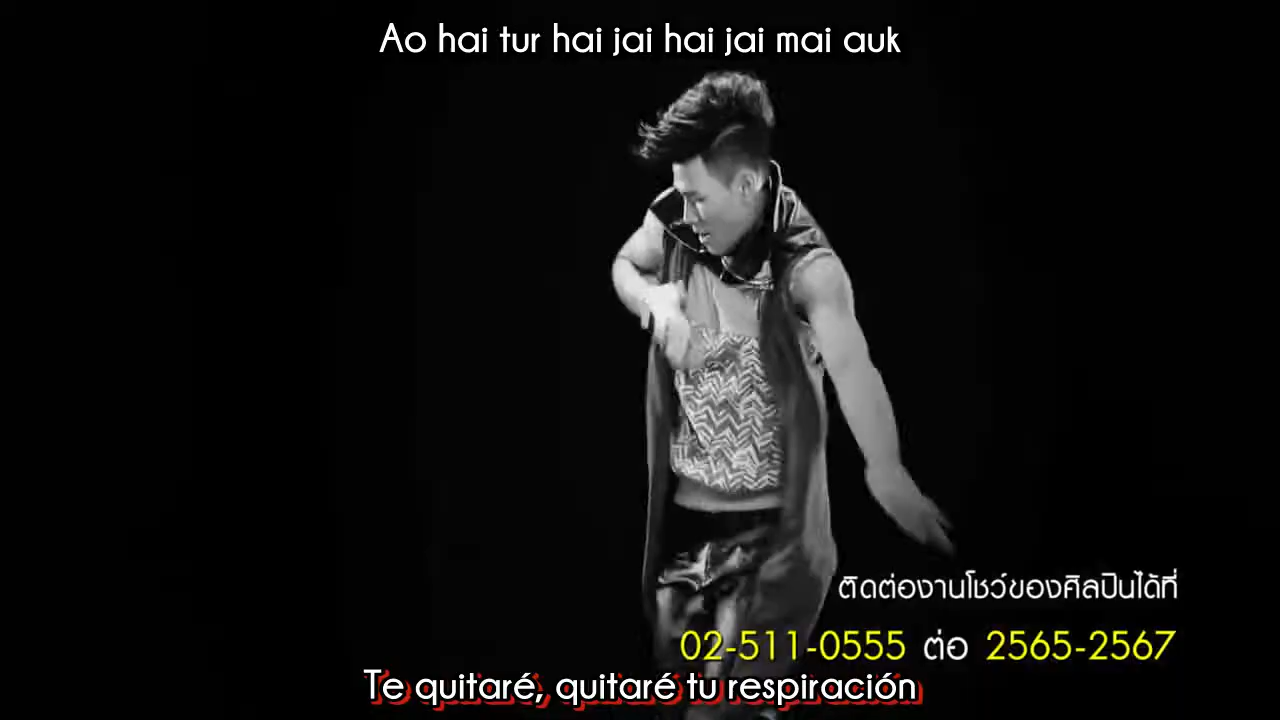 Ao hai tur hai jai hai jai mai auk
ติดต่องานโชว์ของศิลปินได้ที่
02-511-0555 ต่อ 2565-2567
Te quitaré, quitaré tu respiración